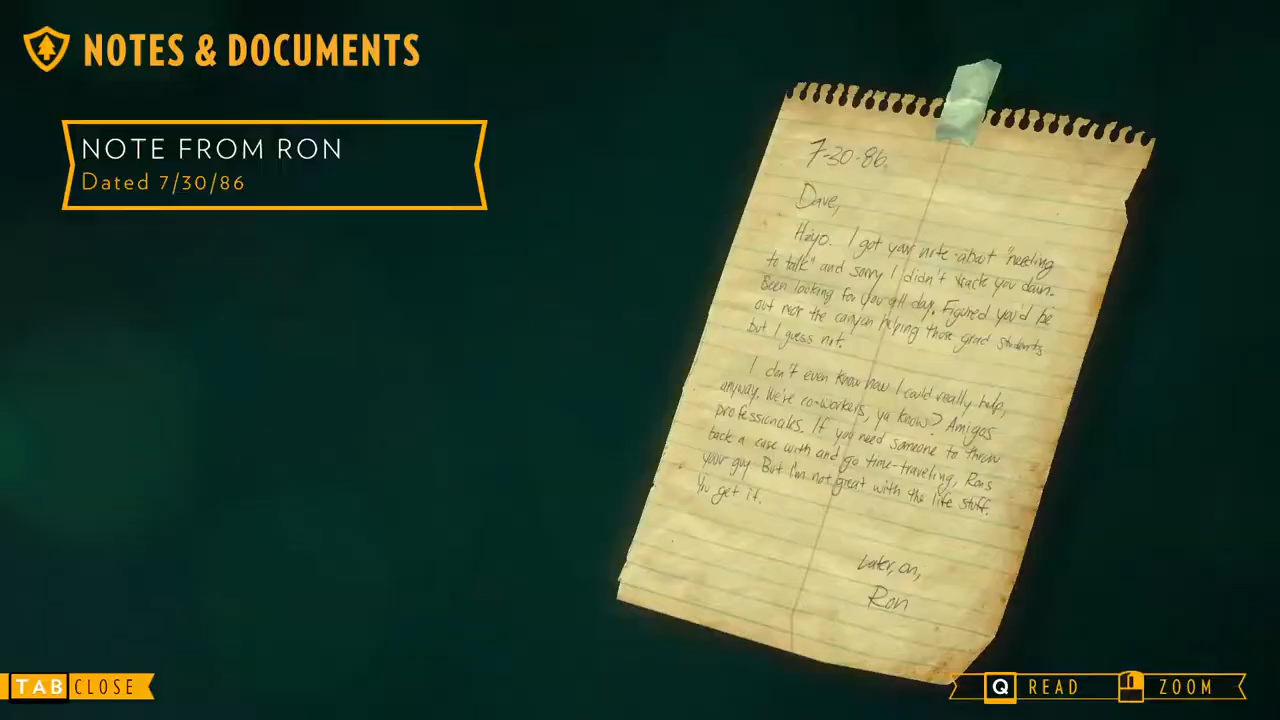 NOTES & DOCUMENTS
NOTE FROM RON
Dated 7/30/86
7-30-86.
Dave,
Heyo. I got your note about "needing
to talk" and sorry I didn't track you down.
Been looking for you all day. Figured you'd be
out near the canyon helping those grad students
but I guess not.
I don't even know how I could really help,
anyway. We're co-workers, ya know? Amigos
professionales. If you need someone to throw
back a case with and go time-traveling, Ron's
your guy. But I'm not great with the life stuff.
You get it.
Later, on,
Ron
TAB CLOSE
Q READ
ZOOM